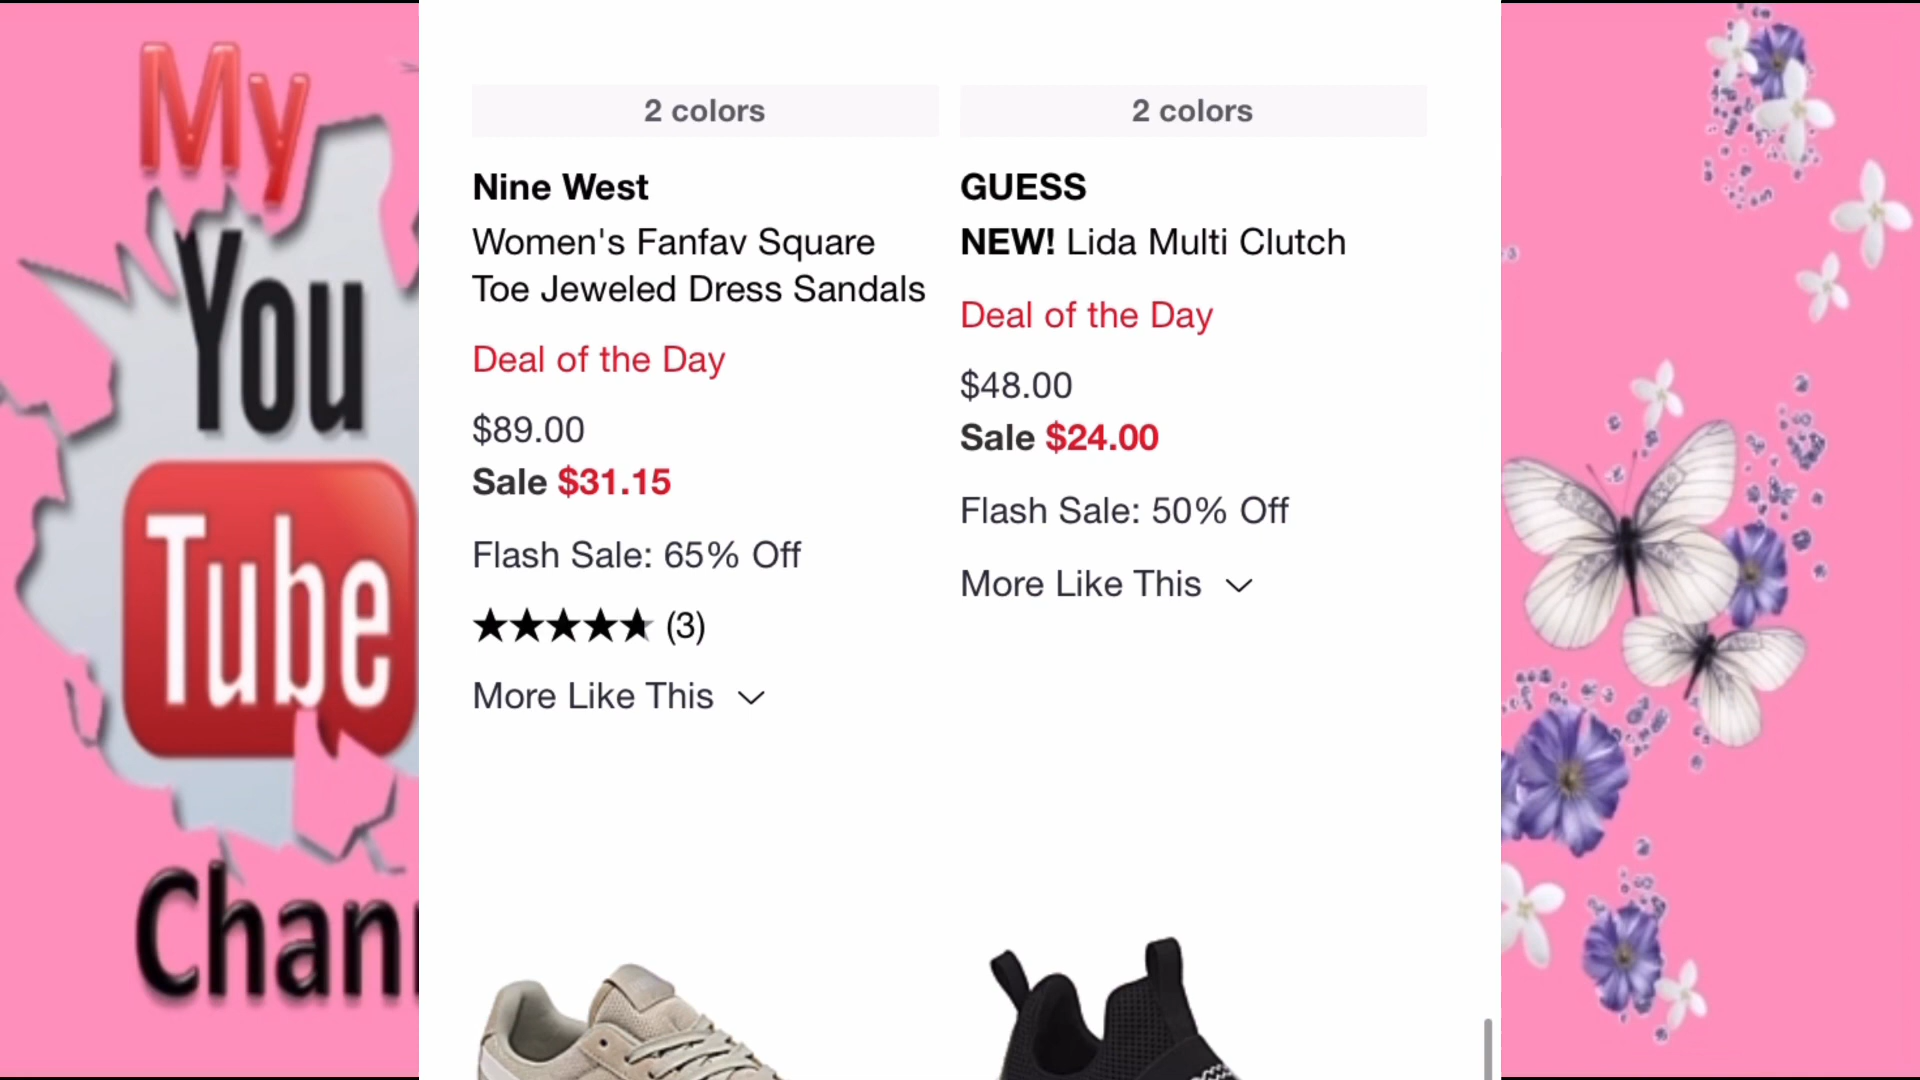 My
You
Tube
Chan
2 colors
Nine West
Women's Fanfav Square
Toe Jeweled Dress Sandals
Deal of the Day
$89.00
Sale $31.15
Flash Sale: 65% Off
(3)
More Like This
2 colors
GUESS
NEW! Lida Multi Clutch
Deal of the Day
$48.00
Sale $24.00
Flash Sale: 50% Off
More Like This